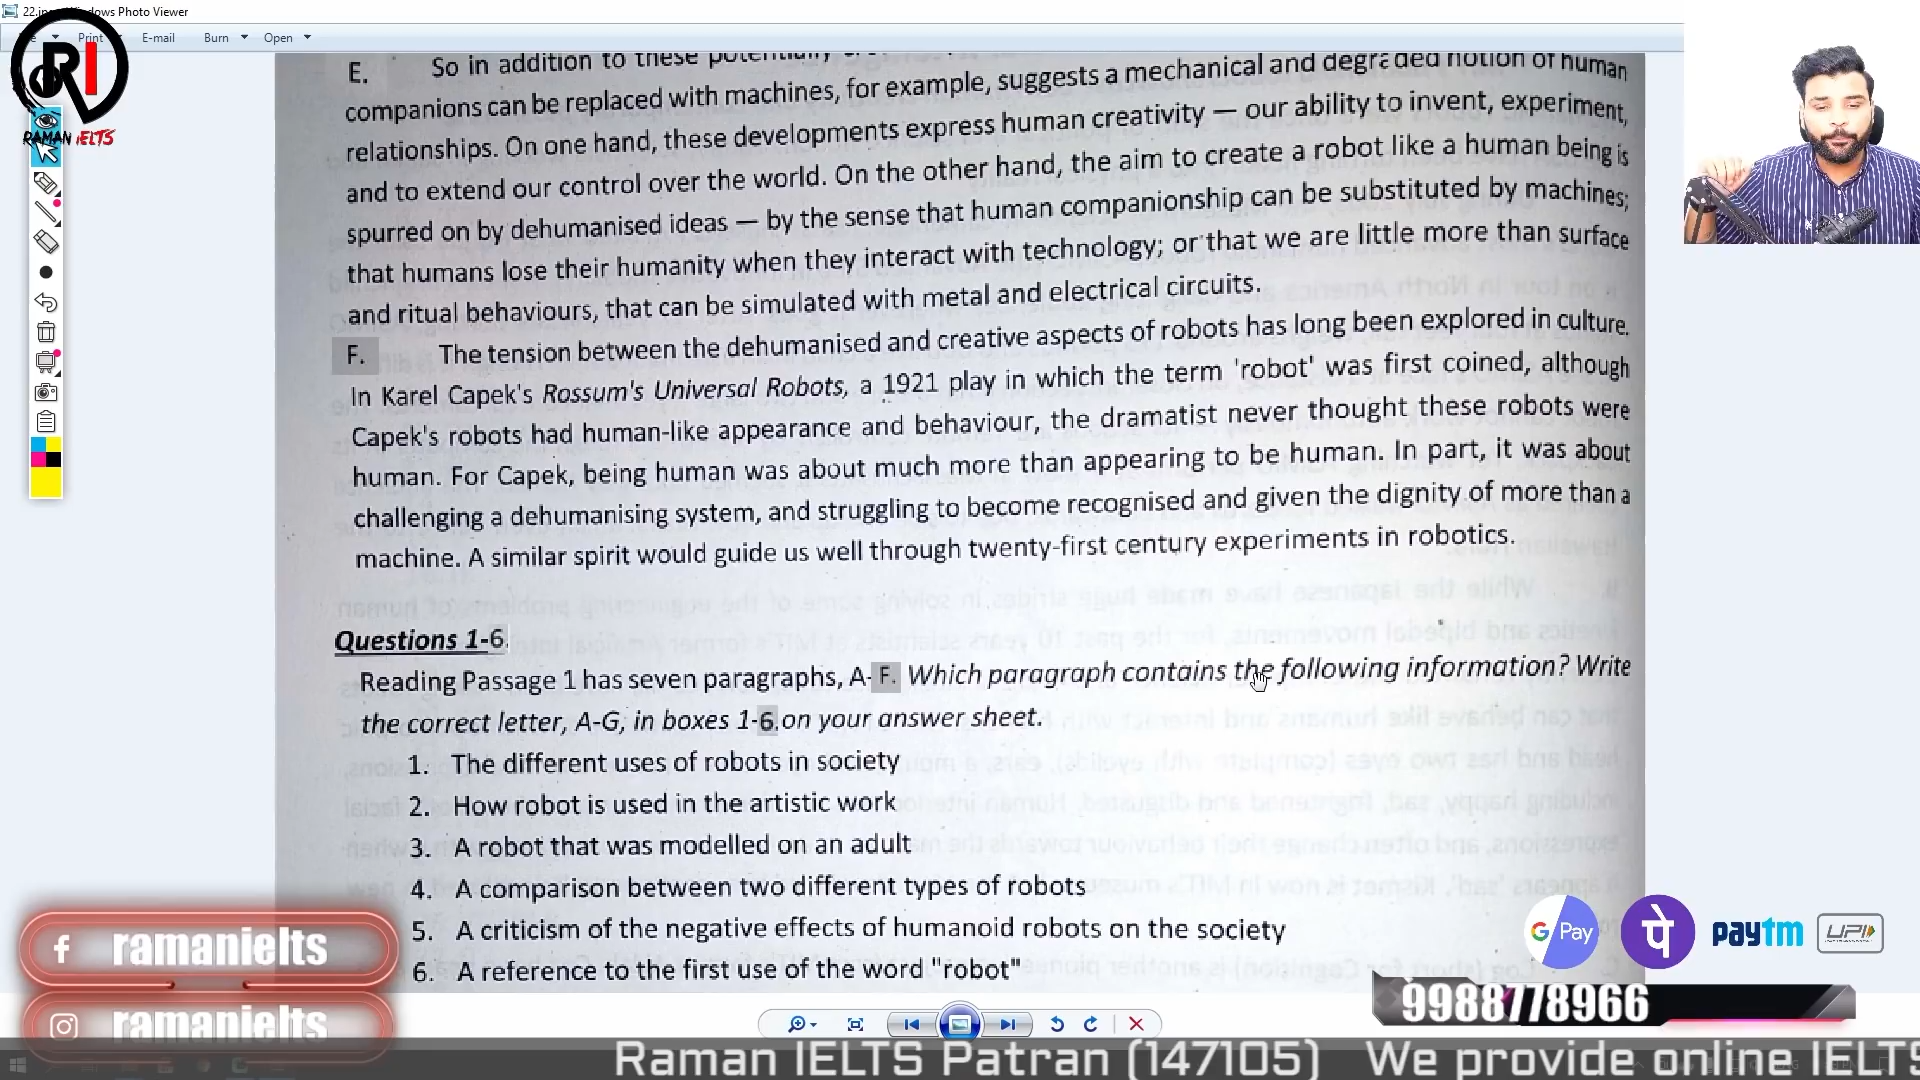 22.jp Windows Photo Viewer
Print
E-mail
Burn
Open
RI
RAMAN IELTS
E. So in addition to these potentially
companions can be replaced with machines, for example, suggests a mechanical and degraded notion of human
relationships. On one hand, these developments express human creativity — our ability to invent, experiment,
and to extend our control over the world. On the other hand, the aim to create a robot like a human being is
spurred on by dehumanised ideas — by the sense that human companionship can be substituted by machines;
that humans lose their humanity when they interact with technology; or that we are little more than surface
and ritual behaviours, that can be simulated with metal and electrical circuits.
F. The tension between the dehumanised and creative aspects of robots has long been explored in culture.
In Karel Capek's Rossum's Universal Robots, a 1921 play in which the term 'robot' was first coined, although
Capek's robots had human-like appearance and behaviour, the dramatist never thought these robots were
human. For Capek, being human was about much more than appearing to be human. In part, it was about
challenging a dehumanising system, and struggling to become recognised and given the dignity of more than a
machine. A similar spirit would guide us well through twenty-first century experiments in robotics.
Questions 1-6.
Reading Passage 1 has seven paragraphs, A-F. Which paragraph contains the following information? Write
the correct letter, A-G, in boxes 1-6.on your answer sheet.
1. The different uses of robots in society
2. How robot is used in the artistic work
3. A robot that was modelled on an adult
4. A comparison between two different types of robots
5. A criticism of the negative effects of humanoid robots on the society
6. A reference to the first use of the word "robot"
ramanielts
ramanielts
G Pay
पे
paytm
UPI
9988778966
Raman IELTS Patran (147105) We provide online IELTS